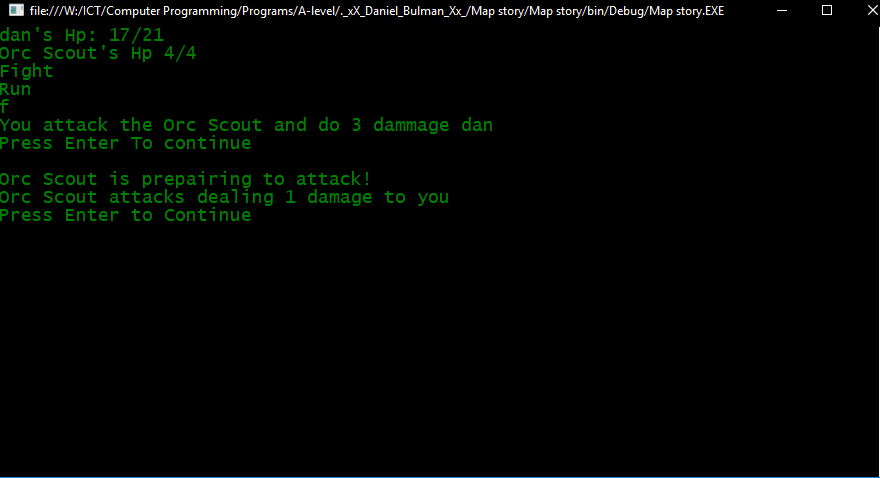 file:///W:/ICT/Computer Programming/Programs/A-level/._xX_Daniel_Bulman_Xx_/Map story/Map story/bin/Debug/Map story.EXE
dan's Hp: 17/21
Orc Scout's Hp 4/4
Fight
Run
f
You attack the Orc Scout and do 3 dammage dan
Press Enter To continue
Orc Scout is prepairing to attack!
Orc Scout attacks dealing 1 damage to you
Press Enter to Continue